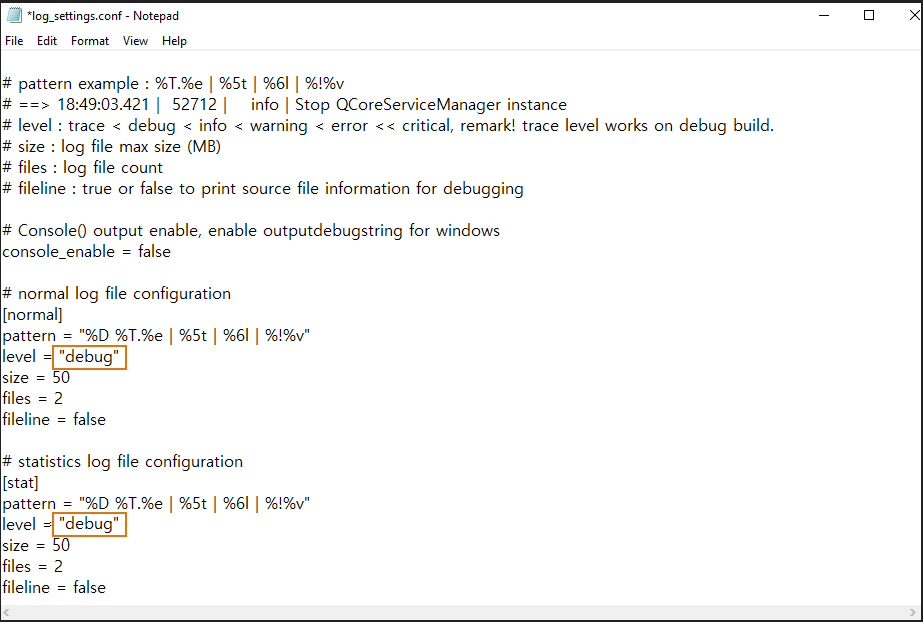 *log_settings.conf - Notepad
File Edit Format View Help
# pattern example : %T.%e | %5t | %6l | %!%v
# ==> 18:49:03.421 | 52712 | info | Stop QCoreServiceManager instance
# level : trace < debug < info < warning < error << critical, remark! trace level works on debug build.
# size : log file max size (MB)
# files : log file count
# fileline : true or false to print source file information for debugging
# Console() output enable, enable outputdebugstring for windows
console_enable = false
# normal log file configuration
[normal]
pattern = "%D %T.%e | %5t | %6l | %!%v"
level = "debug"
size = 50
files = 2
fileline = false
# statistics log file configuration
[stat]
pattern = "%D %T.%e | %5t | %6l | %!%v"
level = "debug"
size = 50
files = 2
fileline = false